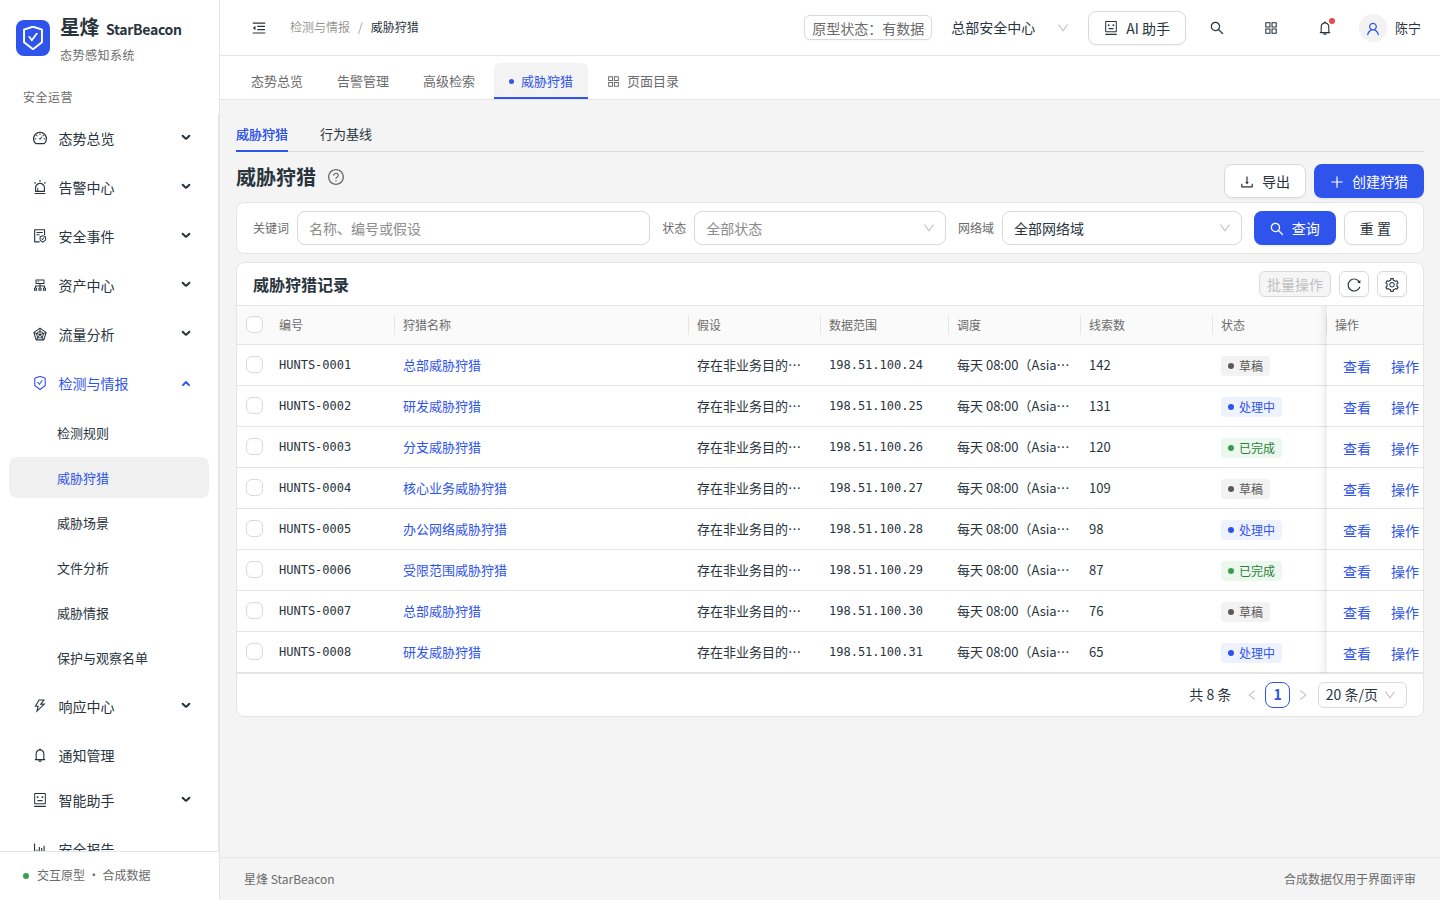 星烽 StarBeacon
态势感知系统
安全运营
态势总览
告警中心
安全事件
资产中心
流量分析
检测与情报
检测规则
威胁狩猎
威胁场景
文件分析
威胁情报
保护与观察名单
响应中心
通知管理
智能助手
安全报告
交互原型 · 合成数据
检测与情报 / 威胁狩猎
原型状态：有数据
总部安全中心
AI 助手
陈宁
态势总览
告警管理
高级检索
威胁狩猎
页面目录
威胁狩猎
行为基线
威胁狩猎
导出
创建狩猎
关键词
名称、编号或假设
状态
全部状态
网络域
全部网络域
查询
重 置
威胁狩猎记录
批量操作
编号 狩猎名称 假设 数据范围 调度 线索数 状态 操作
HUNTS-0001 总部威胁狩猎 存在非业务目的… 198.51.100.24 每天 08:00（Asia… 142 草稿 查看 操作
HUNTS-0002 研发威胁狩猎 存在非业务目的… 198.51.100.25 每天 08:00（Asia… 131 处理中 查看 操作
HUNTS-0003 分支威胁狩猎 存在非业务目的… 198.51.100.26 每天 08:00（Asia… 120 已完成 查看 操作
HUNTS-0004 核心业务威胁狩猎 存在非业务目的… 198.51.100.27 每天 08:00（Asia… 109 草稿 查看 操作
HUNTS-0005 办公网络威胁狩猎 存在非业务目的… 198.51.100.28 每天 08:00（Asia… 98 处理中 查看 操作
HUNTS-0006 受限范围威胁狩猎 存在非业务目的… 198.51.100.29 每天 08:00（Asia… 87 已完成 查看 操作
HUNTS-0007 总部威胁狩猎 存在非业务目的… 198.51.100.30 每天 08:00（Asia… 76 草稿 查看 操作
HUNTS-0008 研发威胁狩猎 存在非业务目的… 198.51.100.31 每天 08:00（Asia… 65 处理中 查看 操作
共 8 条
1
20 条/页
星烽 StarBeacon
合成数据仅用于界面评审